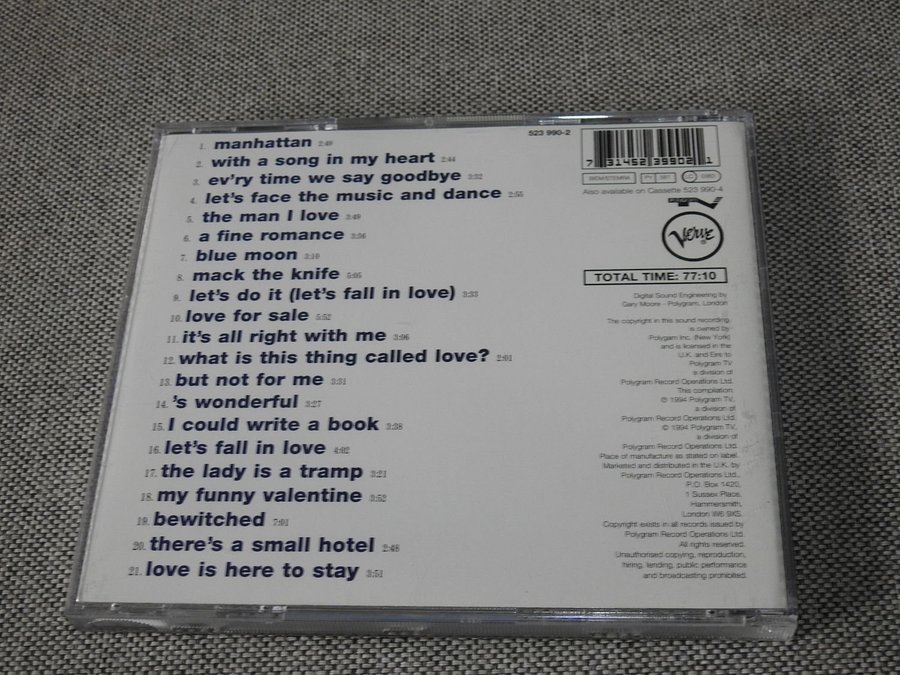 1. manhattan 2:49
2. with a song in my heart 2:44
3. ev'ry time we say goodbye 3:32
4. let's face the music and dance 2:55
5. the man I love 3:49
6. a fine romance 3:36
7. blue moon 3:10
8. mack the knife 5:05
9. let's do it (let's fall in love) 3:33
10. love for sale 5:52
11. it's all right with me 3:06
12. what is this thing called love? 2:01
13. but not for me 3:31
14. 's wonderful 3:27
15. I could write a book 3:38
16. let's fall in love 4:02
17. the lady is a tramp 3:21
18. my funny valentine 3:52
19. bewitched 7:01
20. there's a small hotel 2:48
21. love is here to stay 3:51
523 990-2
7 31452 39902 1
BIEM/STEMRA PY LC
Also available on Cassette 523 990-4
Verve
TOTAL TIME: 77:10
Digital Sound Engineering by
Gary Moore - Polygram, London
The copyright in this sound recording
is owned by
Polygam Inc. (New York)
and is licensed in the
U.K. and Eire to
Polygram TV
a division of
Polygram Record Operations Ltd.
This compilation:
℗ 1994 Polygram TV,
a division of
Polygram Record Operations Ltd.
© 1994 Polygram TV,
a division of
Polygram Record Operations Ltd.
Place of manufacture as stated on label.
Marketed and distributed in the U.K. by
Polygram Record Operations Ltd.,
P.O. Box 1420,
1 Sussex Place,
Hammersmith,
London W6 9XS.
Copyright exists in all records issued by
Polygram Record Operations Ltd.
All rights reserved.
Unauthorised copying, reproduction,
hiring, lending, public performance
and broadcasting prohibited.